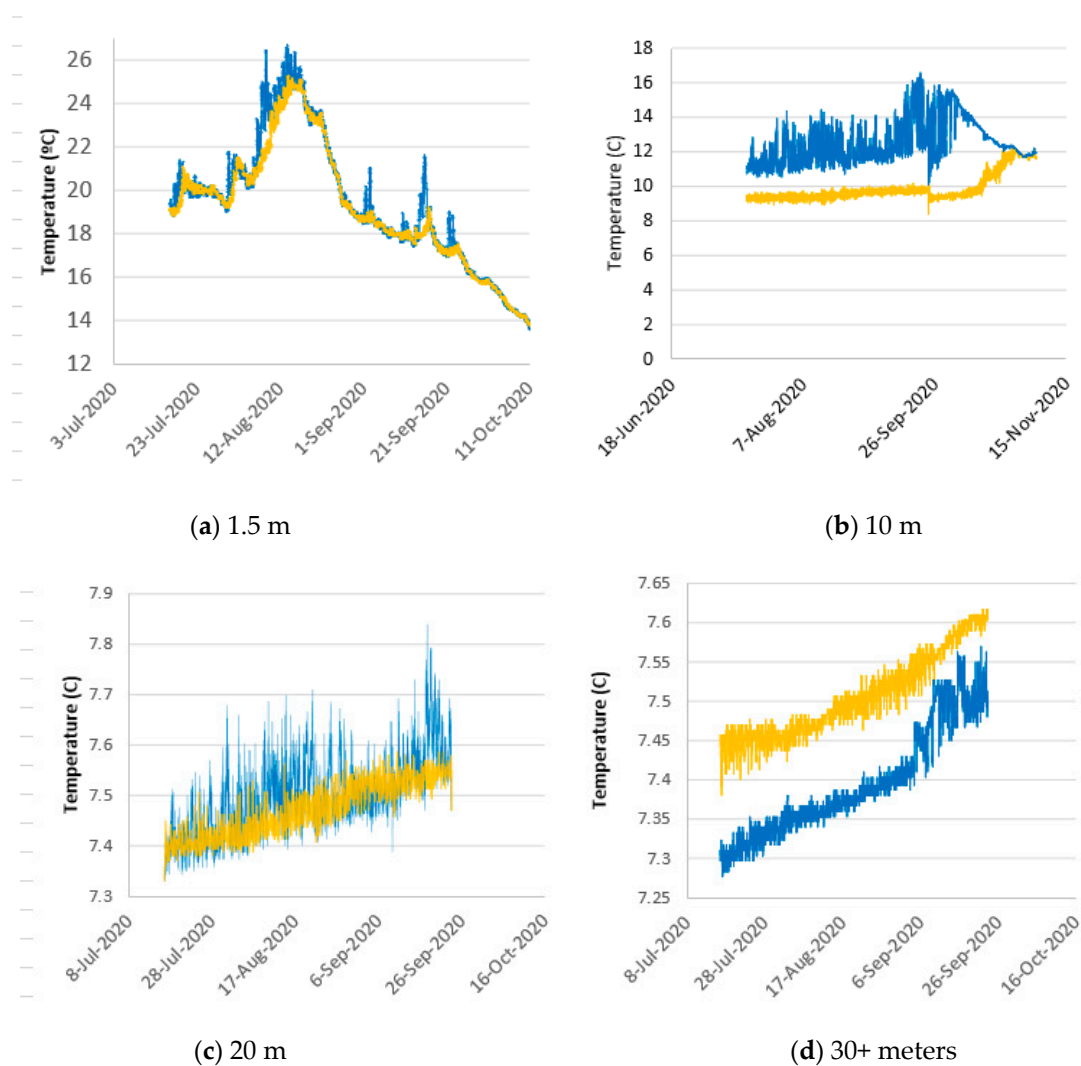 Temperature (ºC)
26
24
22
20
18
16
14
12
3-Jul-2020
23-Jul-2020
12-Aug-2020
1-Sep-2020
21-Sep-2020
11-Oct-2020
(a) 1.5 m
Temperature (C)
18
16
14
12
10
8
6
4
2
0
18-Jun-2020
7-Aug-2020
26-Sep-2020
15-Nov-2020
(b) 10 m
Temperature (C)
7.9
7.8
7.7
7.6
7.5
7.4
7.3
8-Jul-2020
28-Jul-2020
17-Aug-2020
6-Sep-2020
26-Sep-2020
16-Oct-2020
(c) 20 m
Temperature (C)
7.65
7.6
7.55
7.5
7.45
7.4
7.35
7.3
7.25
8-Jul-2020
28-Jul-2020
17-Aug-2020
6-Sep-2020
26-Sep-2020
16-Oct-2020
(d) 30+ meters